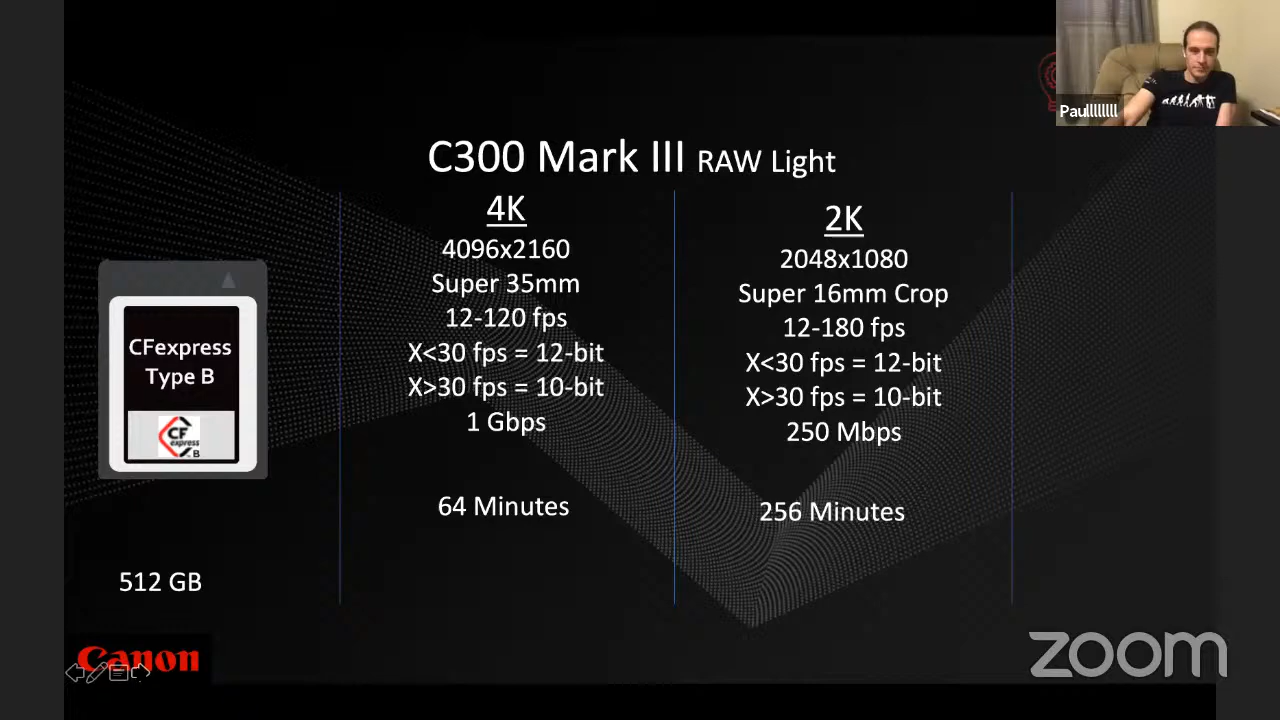 Paullllllll
C300 Mark III RAW Light
4K
4096x2160
Super 35mm
12-120 fps
X<30 fps = 12-bit
X>30 fps = 10-bit
1 Gbps
64 Minutes
2K
2048x1080
Super 16mm Crop
12-180 fps
X<30 fps = 12-bit
X>30 fps = 10-bit
250 Mbps
256 Minutes
CFexpress
Type B
CF
express
B
512 GB
Canon
zoom